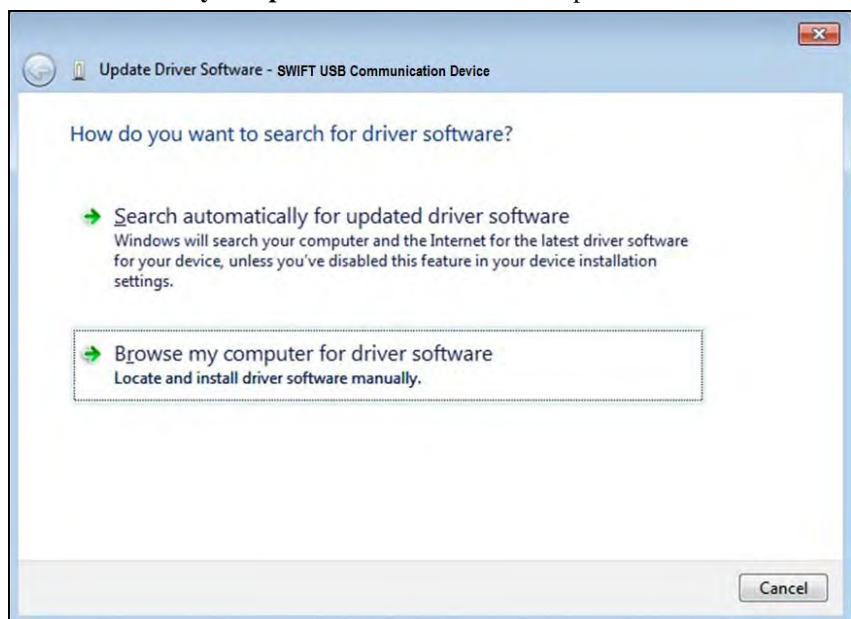 Update Driver Software - SWIFT USB Communication Device
How do you want to search for driver software?
Search automatically for updated driver software
Windows will search your computer and the Internet for the latest driver software
for your device, unless you've disabled this feature in your device installation
settings.
Browse my computer for driver software
Locate and install driver software manually.
Cancel